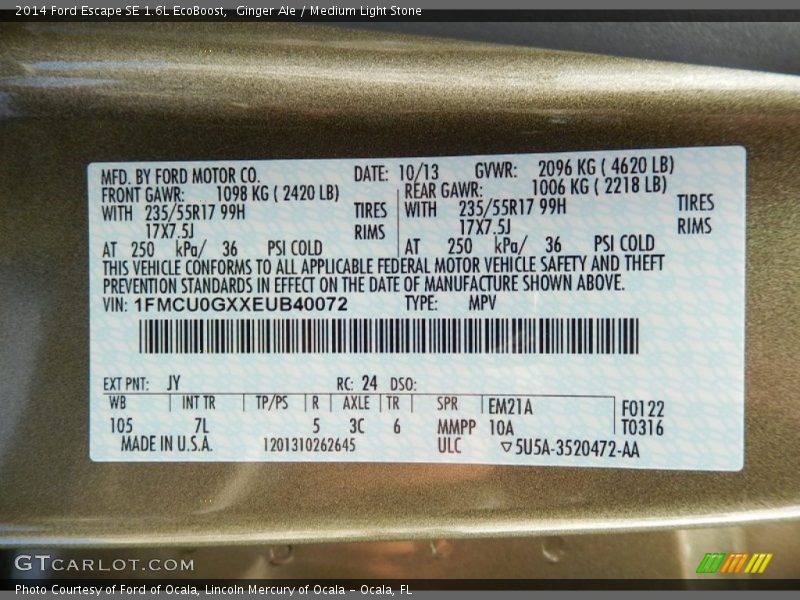 2014 Ford Escape SE 1.6L EcoBoost,  Ginger Ale / Medium Light Stone
MFD. BY FORD MOTOR CO. DATE: 10/13 GVWR: 2096 KG ( 4620 LB)
FRONT GAWR: 1098 KG ( 2420 LB) REAR GAWR: 1006 KG ( 2218 LB)
WITH 235/55R17 99H TIRES WITH 235/55R17 99H TIRES
17X7.5J RIMS 17X7.5J RIMS
AT 250 kPa/ 36 PSI COLD AT 250 kPa/ 36 PSI COLD
THIS VEHICLE CONFORMS TO ALL APPLICABLE FEDERAL MOTOR VEHICLE SAFETY AND THEFT
PREVENTION STANDARDS IN EFFECT ON THE DATE OF MANUFACTURE SHOWN ABOVE.
VIN: 1FMCU0GXXEUB40072 TYPE: MPV
EXT PNT: JY RC: 24 DSO:
WB INT TR TP/PS R AXLE TR SPR EM21A F0122
105 7L 5 3C 6 MMPP 10A T0316
MADE IN U.S.A. 1201310262645 ULC ▽5U5A-3520472-AA
GTCARLOT.COM
Photo Courtesy of Ford of Ocala, Lincoln Mercury of Ocala – Ocala, FL